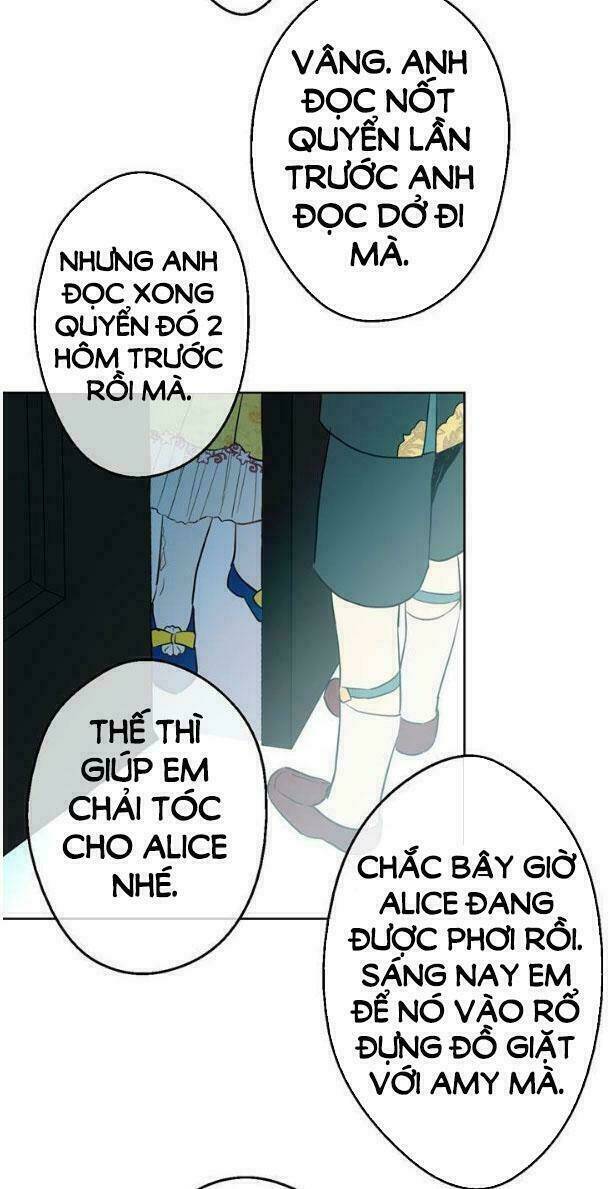 VÂNG. ANH
ĐỌC NỐT
QUYỂN LẦN
TRƯỚC ANH
ĐỌC DỞ ĐI
MÀ.
NHƯNG ANH
ĐỌC XONG
QUYỂN ĐÓ 2
HÔM TRƯỚC
RỒI MÀ.
THẾ THÌ
GIÚP EM
CHẢI TÓC
CHO ALICE
NHÉ.
CHẮC BÂY GIỜ
ALICE ĐANG
ĐƯỢC PHƠI RỒI.
SÁNG NAY EM
ĐỂ NÓ VÀO RỔ
ĐỰNG ĐỒ GIẶT
VỚI AMY MÀ.